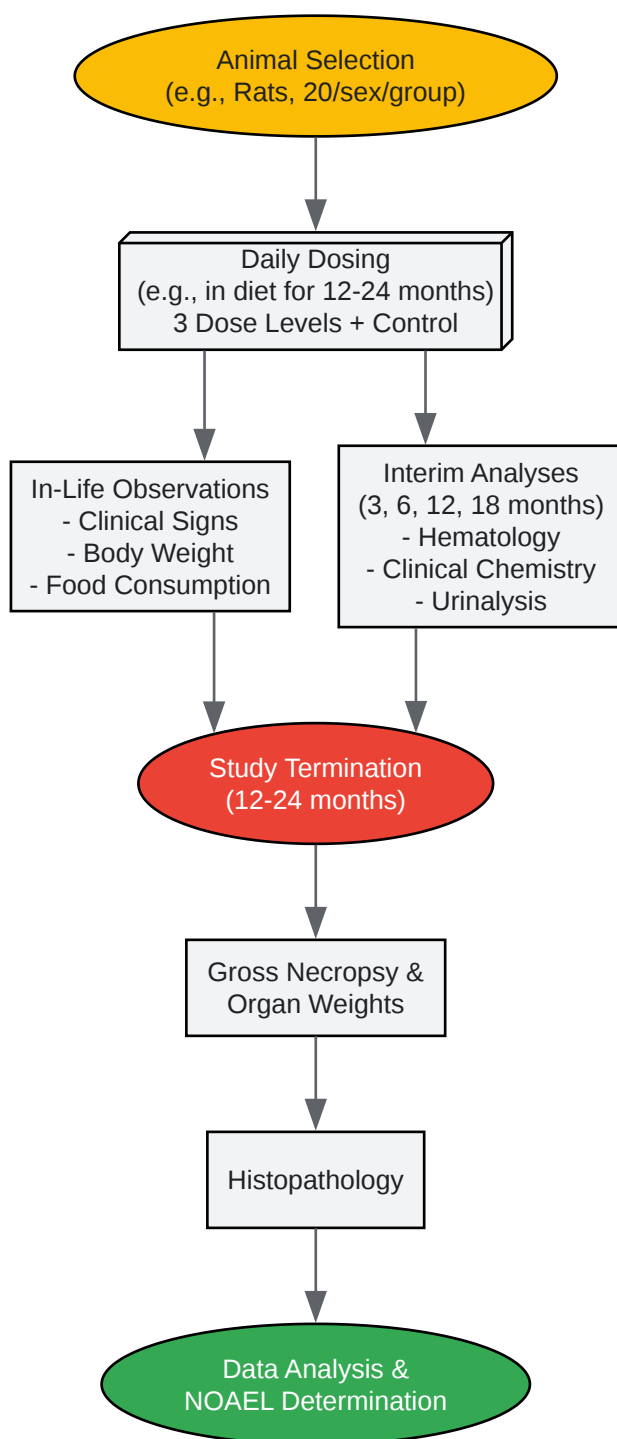 Animal Selection
(e.g., Rats, 20/sex/group)
Daily Dosing
(e.g., in diet for 12-24 months)
3 Dose Levels + Control
In-Life Observations
- Clinical Signs
- Body Weight
- Food Consumption
Interim Analyses
(3, 6, 12, 18 months)
- Hematology
- Clinical Chemistry
- Urinalysis
Study Termination
(12-24 months)
Gross Necropsy &
Organ Weights
Histopathology
Data Analysis &
NOAEL Determination